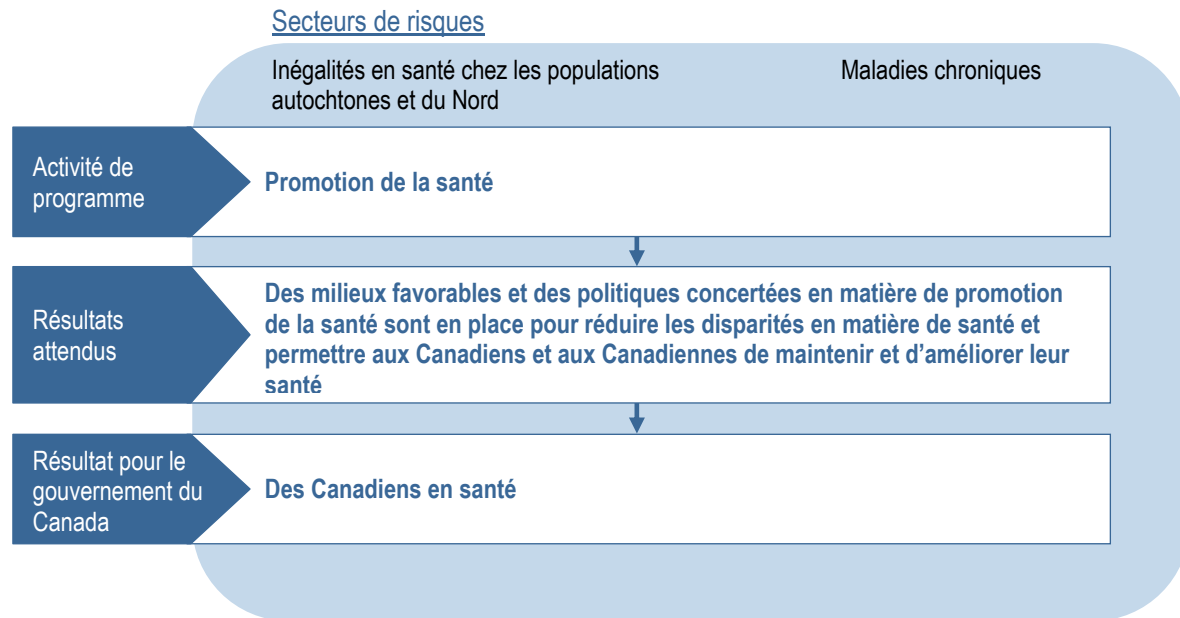 Secteurs de risques
Inégalités en santé chez les populations
autochtones et du Nord
Maladies chroniques
Activité de
programme
Promotion de la santé
Résultats
attendus
Des milieux favorables et des politiques concertées en matière de promotion
de la santé sont en place pour réduire les disparités en matière de santé et
permettre aux Canadiens et aux Canadiennes de maintenir et d'améliorer leur
santé
Résultat pour le
gouvernement du
Canada
Des Canadiens en santé